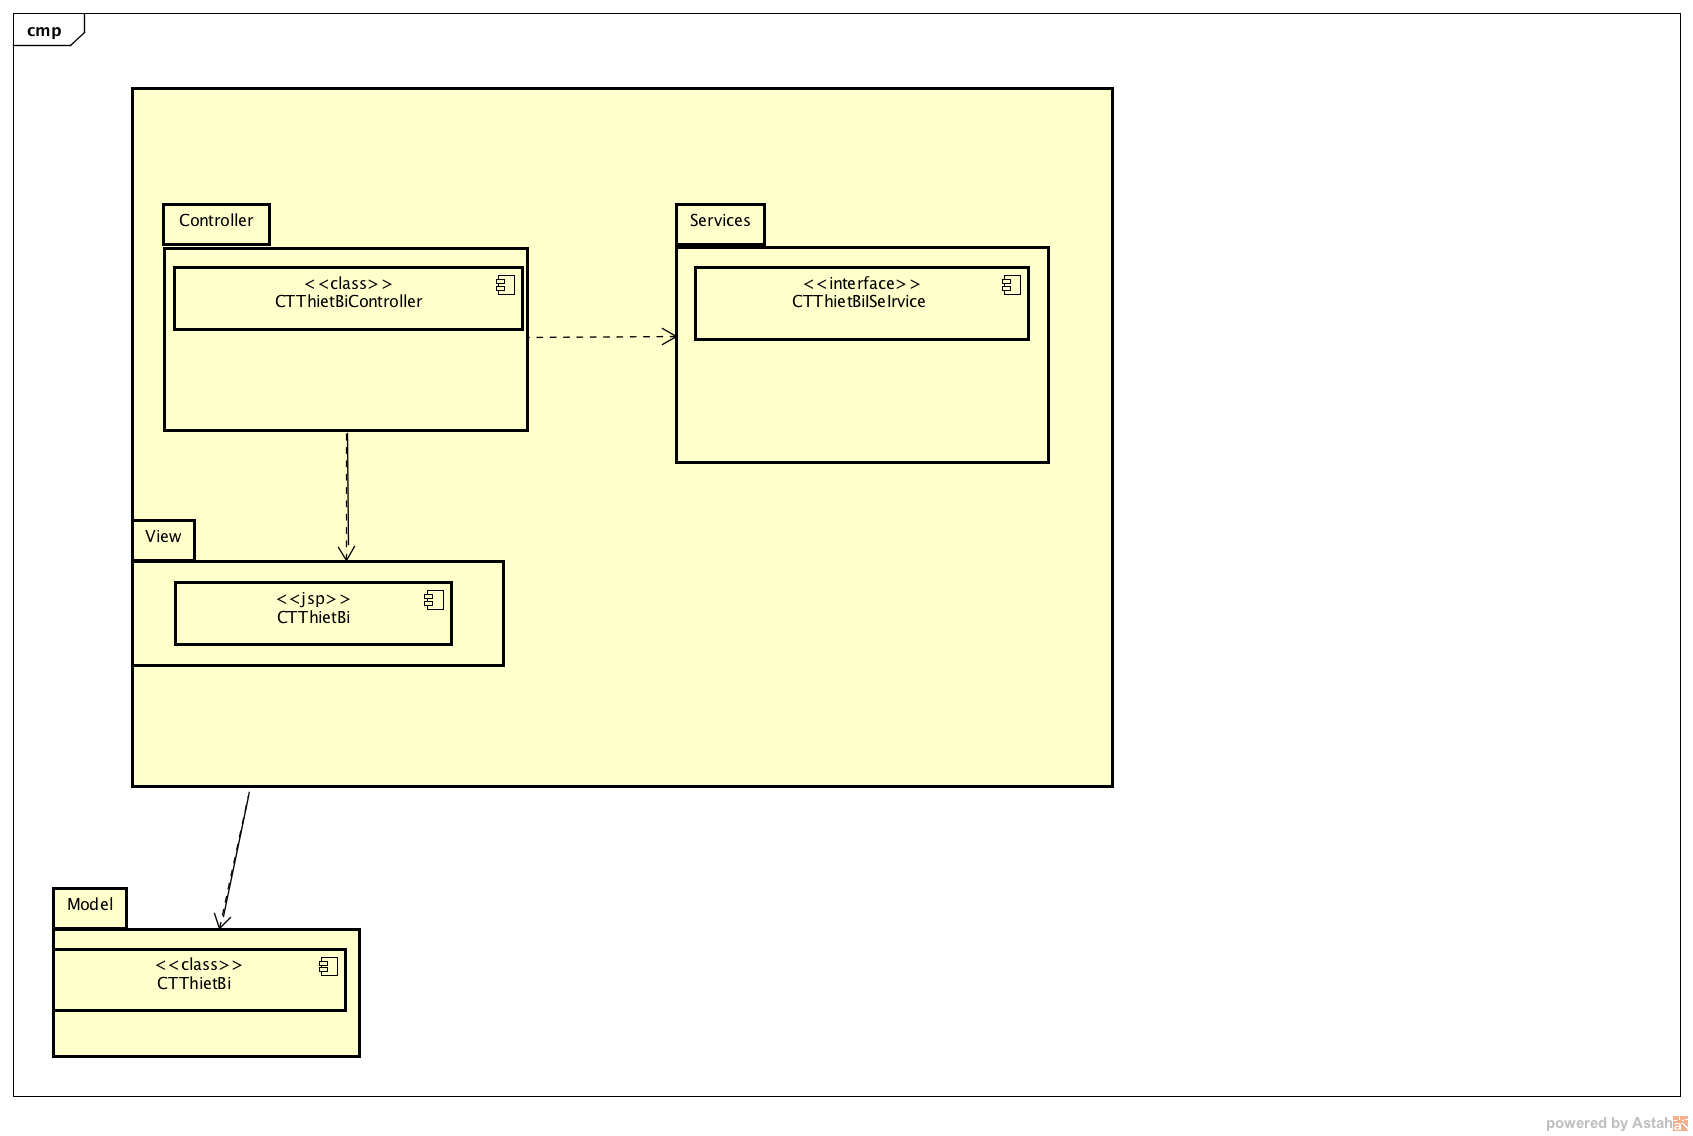 cmp
Controller
<<class>>
CTThietBiController
Services
<<interface>>
CTThietBiISeIrvice
View
<<jsp>>
CTThietBi
Model
<<class>>
CTThietBi
powered by Astah